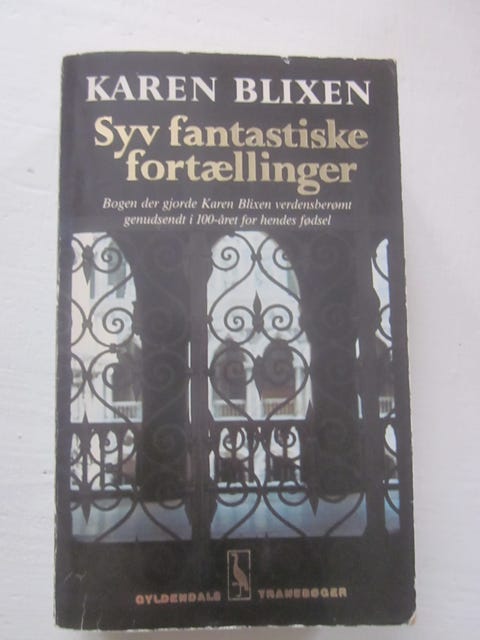 KAREN BLIXEN
Syv fantastiske
fortællinger
Bogen der gjorde Karen Blixen verdensberømt
genudsendt i 100-året for hendes fødsel
GYLDENDALS TRANEBØGER